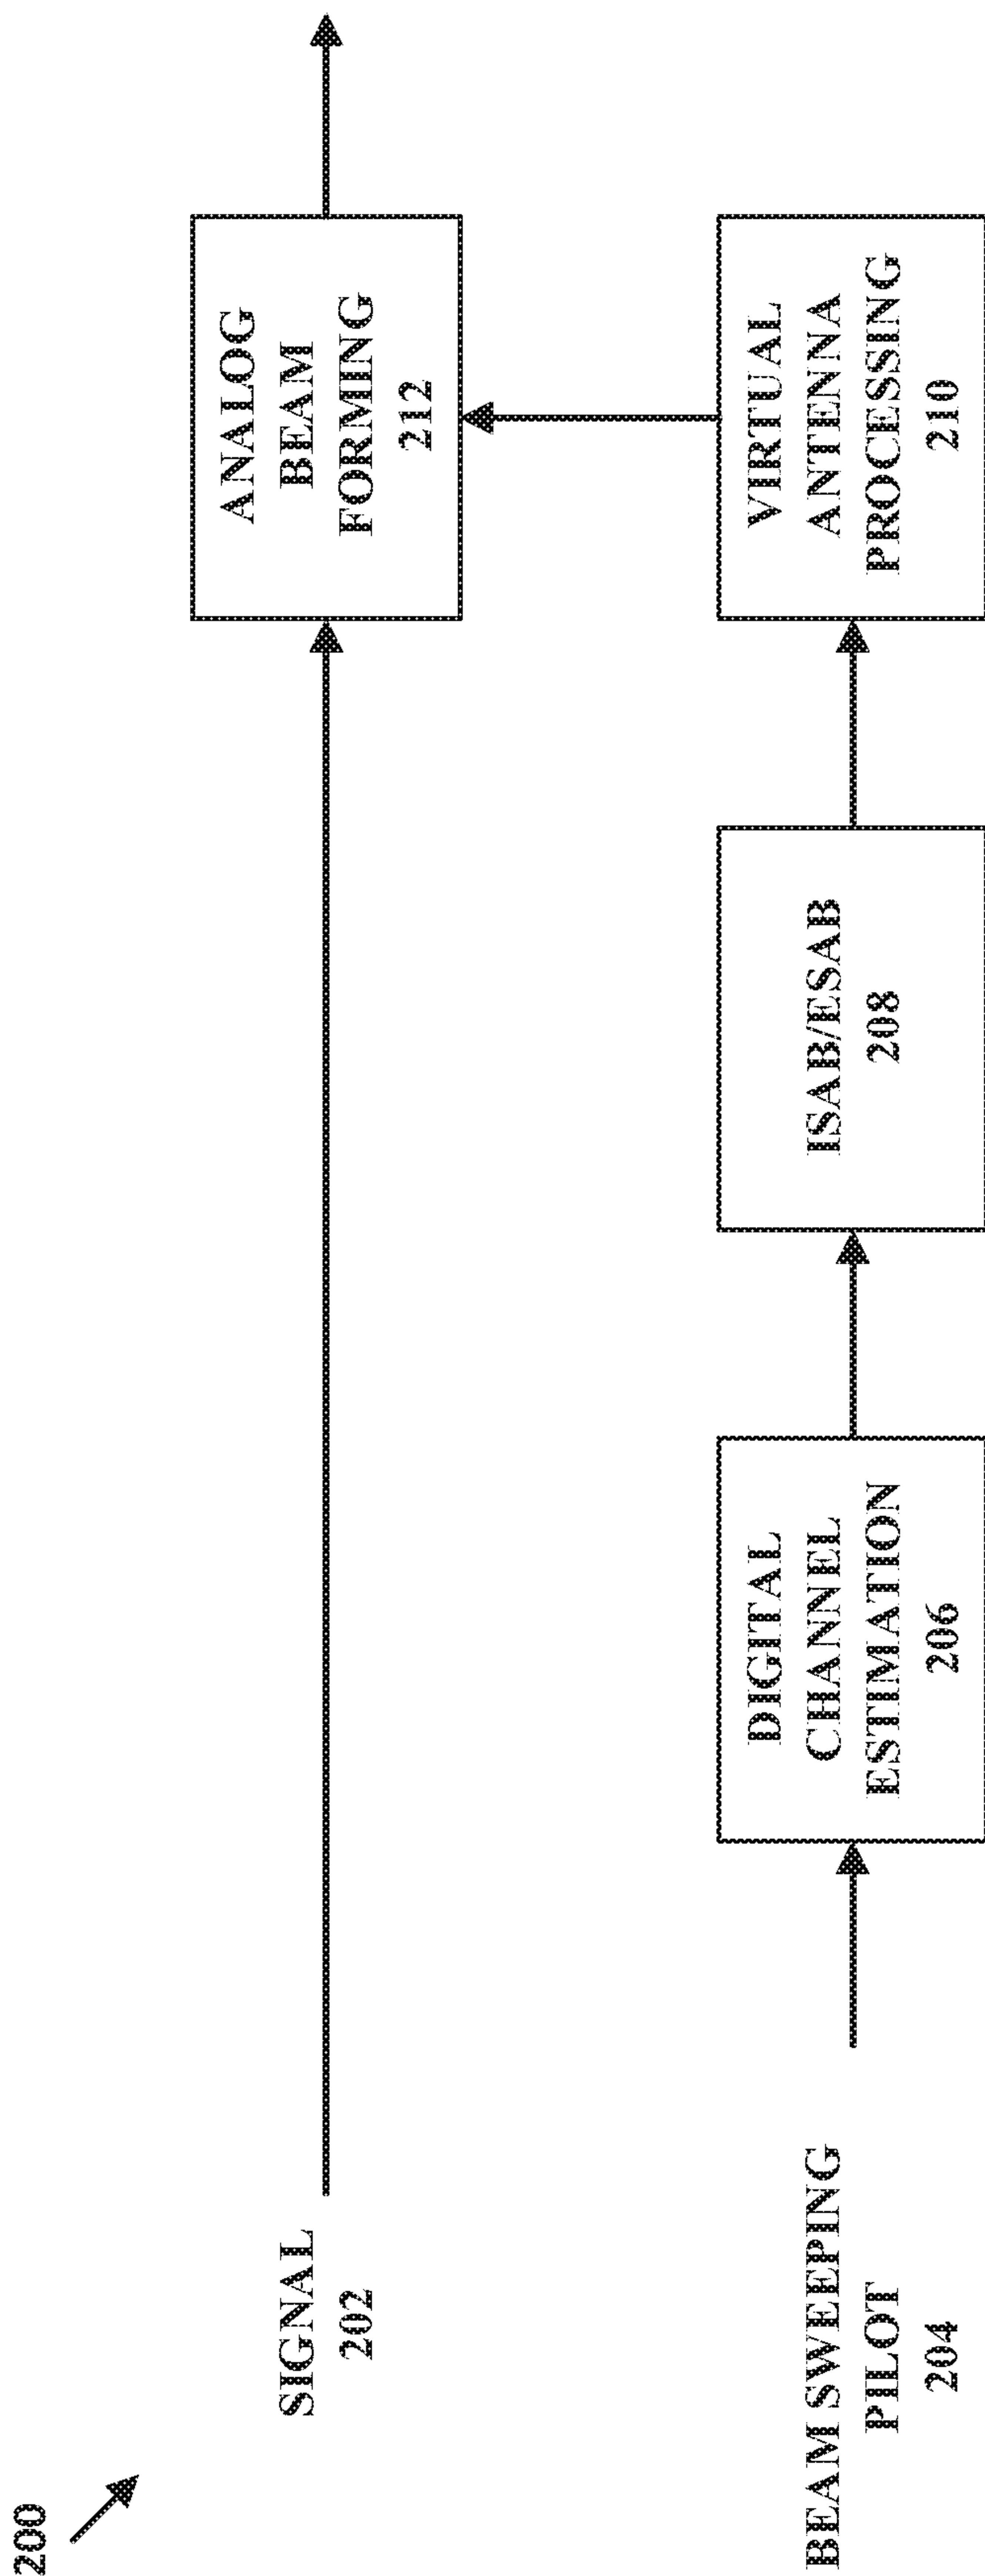 200
SIGNAL
202
ANALOG
BEAM
FORMING
212
BEAM SWEEPING
PILOT
204
DIGITAL
CHANNEL
ESTIMATION
206
ISAB/ESAB
208
VIRTUAL
ANTENNA
PROCESSING
210